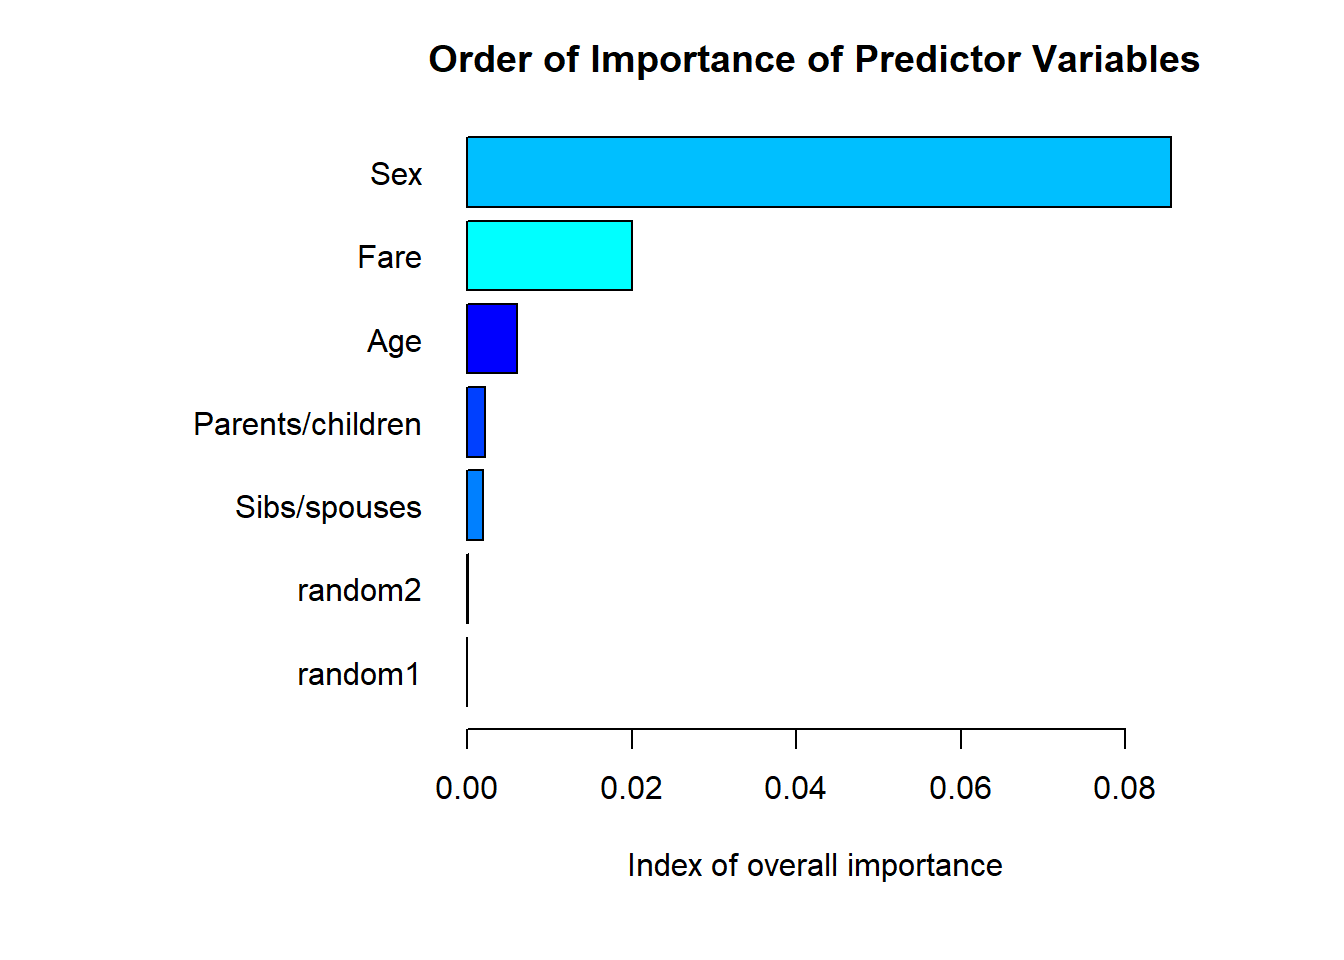 Order of Importance of Predictor Variables
Sex
Fare
Age
Parents/children
Sibs/spouses
random2
random1
0.00 0.02 0.04 0.06 0.08
Index of overall importance